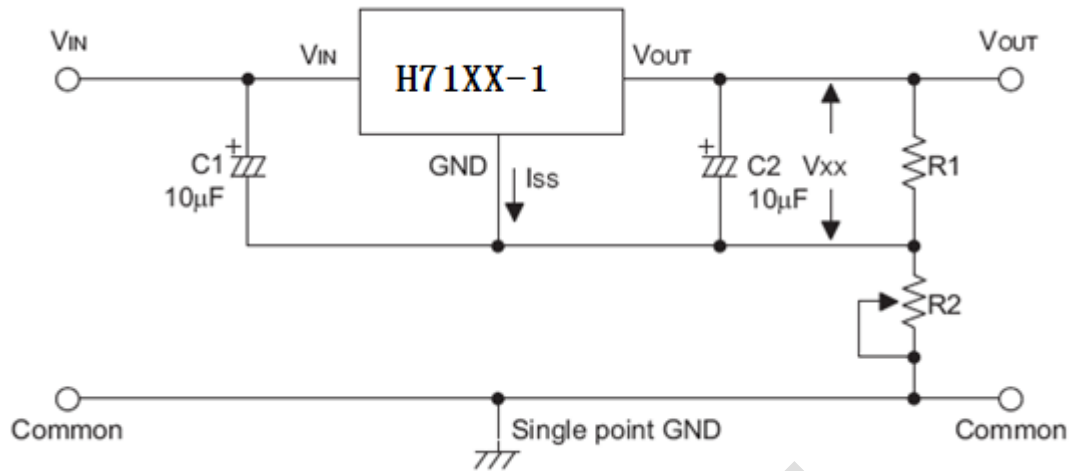 VIN
VIN
H71XX-1
VOUT
VOUT
+
C1
10μF
GND
ISS
+
C2
10μF
VXX
R1
R2
Common
Single point GND
Common